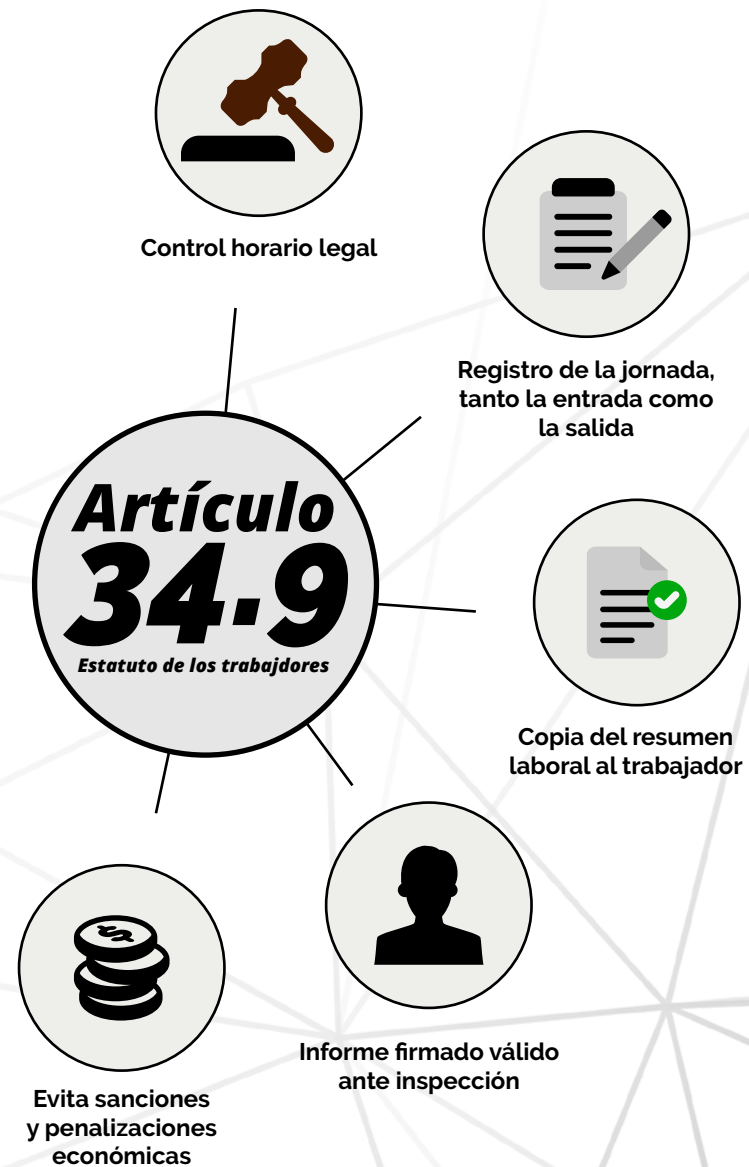 Control horario legal
Registro de la jornada,
tanto la entrada como
la salida
Artículo
34.9
Estatuto de los trabajdores
Copia del resumen
laboral al trabajador
Informe firmado válido
ante inspección
Evita sanciones
y penalizaciones
económicas